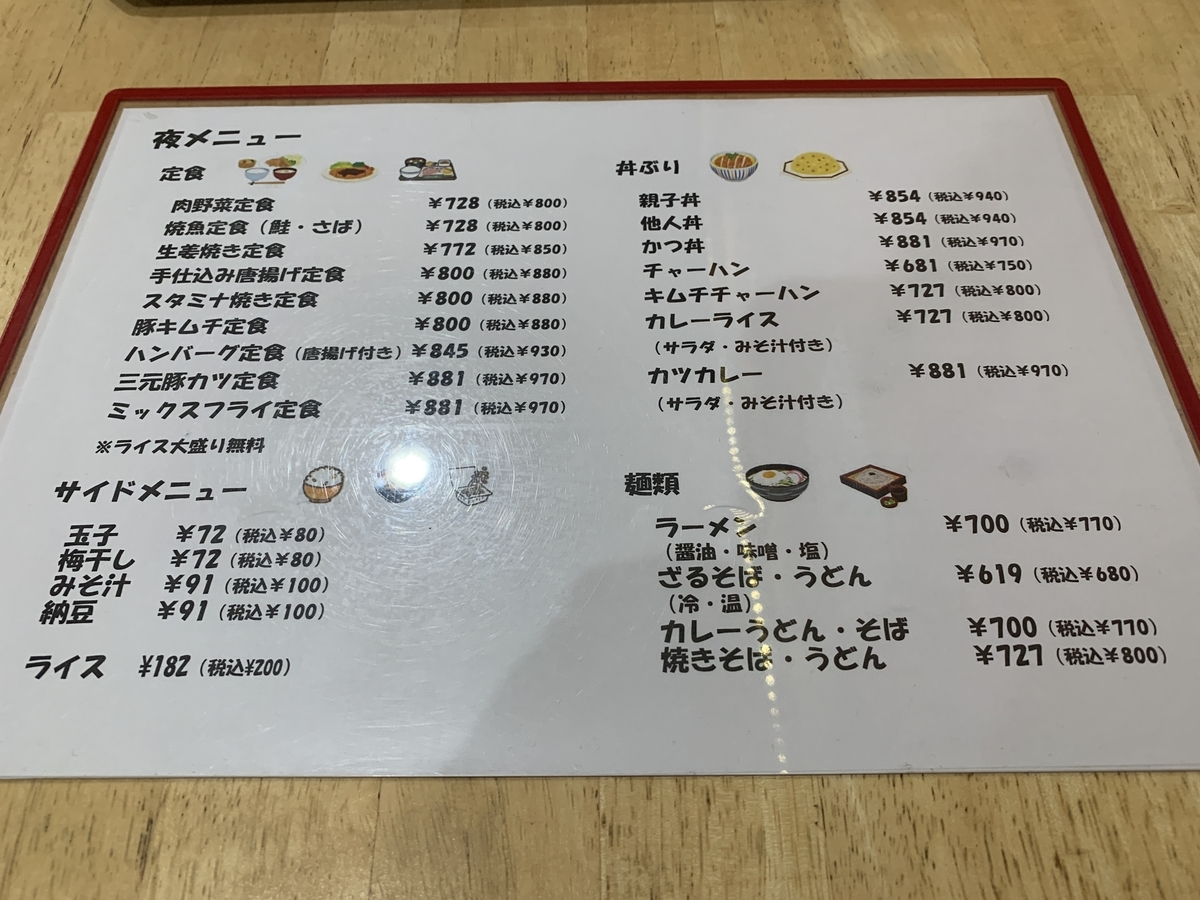 夜メニュー
定食
肉野菜定食 ¥728（税込¥800）
焼魚定食（鮭・さば） ¥728（税込¥800）
生姜焼き定食 ¥772（税込¥850）
手仕込み唐揚げ定食 ¥800（税込¥880）
スタミナ焼き定食 ¥800（税込¥880）
豚キムチ定食 ¥800（税込¥880）
ハンバーグ定食（唐揚げ付き） ¥845（税込¥930）
三元豚カツ定食 ¥881（税込¥970）
ミックスフライ定食 ¥881（税込¥970）
※ライス大盛り無料
サイドメニュー
玉子 ¥72（税込¥80）
梅干し ¥72（税込¥80）
みそ汁 ¥91（税込¥100）
納豆 ¥91（税込¥100）
ライス ¥182（税込¥200）
丼ぶり
親子丼 ¥854（税込¥940）
他人丼 ¥854（税込¥940）
かつ丼 ¥881（税込¥970）
チャーハン ¥681（税込¥750）
キムチチャーハン ¥727（税込¥800）
カレーライス ¥727（税込¥800）
（サラダ・みそ汁付き）
カツカレー ¥881（税込¥970）
（サラダ・みそ汁付き）
麺類
ラーメン ¥700（税込¥770）
（醤油・味噌・塩）
ざるそば・うどん ¥619（税込¥680）
（冷・温）
カレーうどん・そば ¥700（税込¥770）
焼きそば・うどん ¥727（税込¥800）